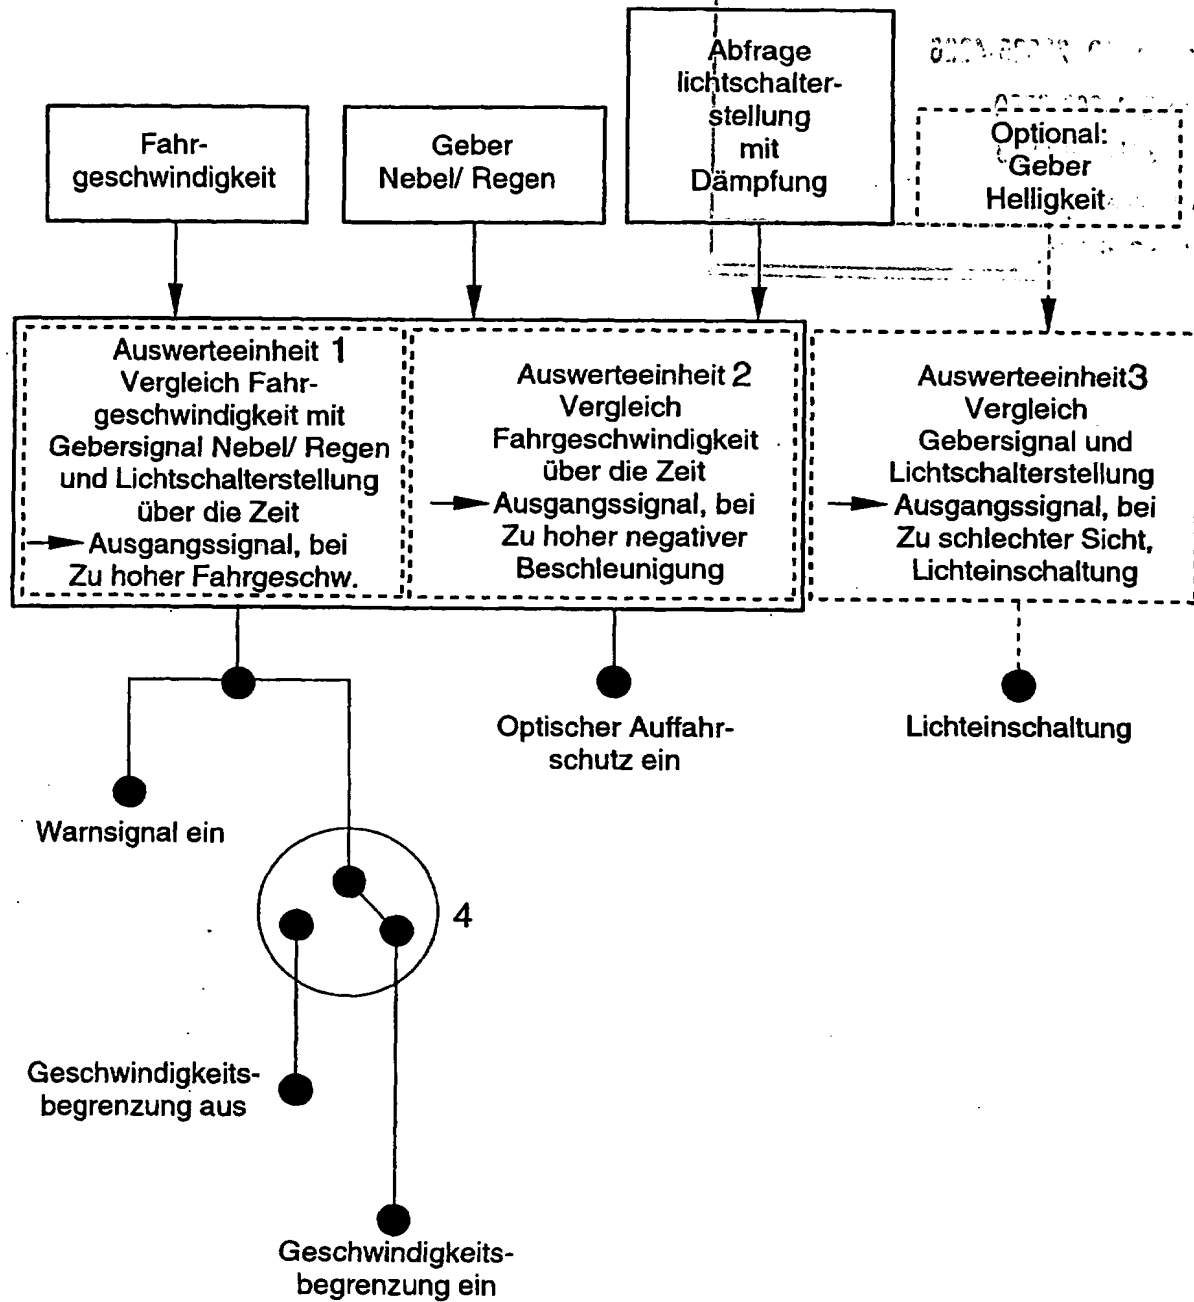 Fahr-
geschwindigkeit
Geber
Nebel/ Regen
Abfrage
lichtschalter-
stellung
mit
Dämpfung
Optional:
Geber
Helligkeit
Auswerteeinheit 1
Vergleich Fahr-
geschwindigkeit mit
Gebersignal Nebel/ Regen
und Lichtschalterstellung
über die Zeit
Ausgangssignal, bei
Zu hoher Fahrgeschw.
Auswerteeinheit 2
Vergleich
Fahrgeschwindigkeit
über die Zeit
Ausgangssignal, bei
Zu hoher negativer
Beschleunigung
Auswerteeinheit3
Vergleich
Gebersignal und
Lichtschalterstellung
Ausgangssignal, bei
Zu schlechter Sicht,
Lichteinschaltung
Optischer Auffahr-
schutz ein
Lichteinschaltung
Warnsignal ein
4
Geschwindigkeits-
begrenzung aus
Geschwindigkeits-
begrenzung ein